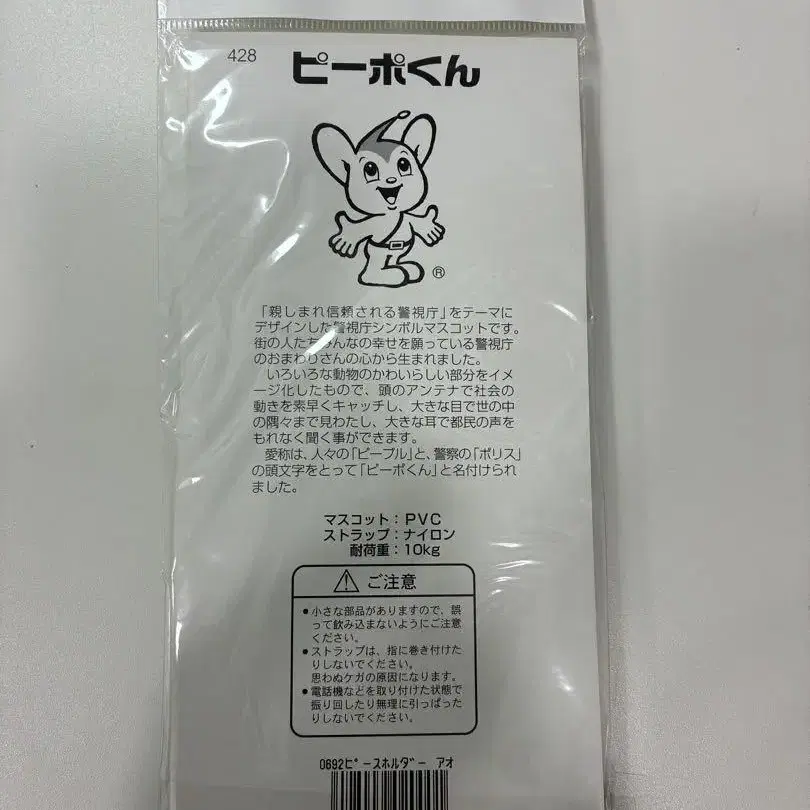 428
ピーポくん
®
「親しまれ信頼される警視庁」をテーマに
デザインした警視庁シンボルマスコットです。
街の人たちみんなの幸せを願っている警視庁
のおまわりさんの心から生まれました。
いろいろな動物のかわいらしい部分をイメ
ージ化したもので、頭のアンテナで社会の
動きを素早くキャッチし、大きな目で世の中
の隅々まで見わたし、大きな耳で都民の声を
もれなく聞く事ができます。
愛称は、人々の「ピープル」と、警察の「ポリス」
の頭文字をとって「ピーポくん」と名付けられ
ました。
マスコット：PVC
ストラップ：ナイロン
耐荷重：10kg
ご注意
●小さな部品がありますので、誤
って飲み込まないようにご注意
ください。
●ストラップは、指に巻き付けた
りしないでください。
思わぬケガの原因になります。
●電話機などを取り付けた状態で
振り回したり無理に引っぱった
りしないでください。
0692ﾋﾟｰｽﾎﾙﾀﾞｰ ｱｵ